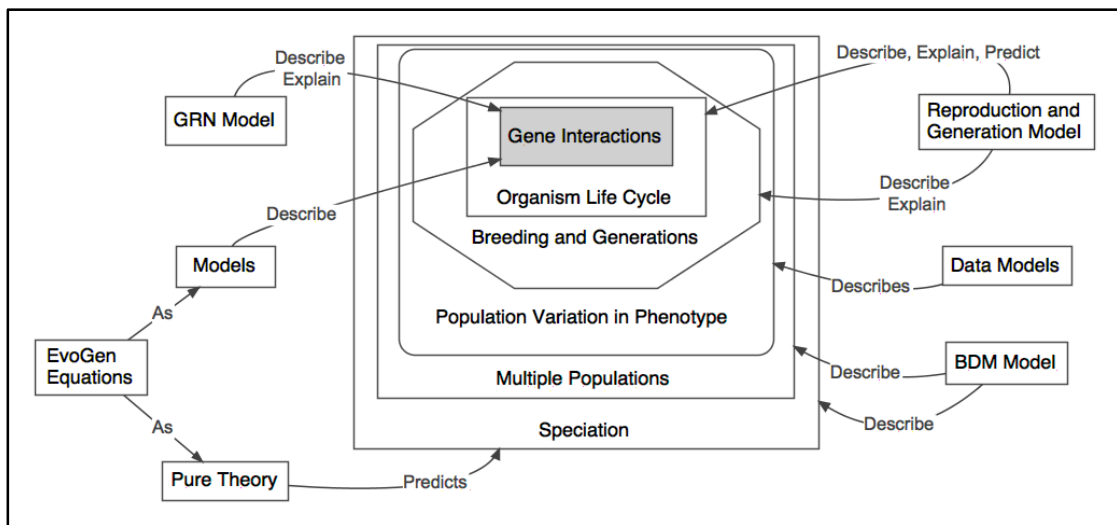 Describe
Explain
GRN Model
Describe, Explain, Predict
Reproduction and
Generation Model
Gene Interactions
Organism Life Cycle
Describe
Explain
Describe
Breeding and Generations
Models
Data Models
Describes
As
Population Variation in Phenotype
EvoGen
Equations
BDM Model
Describe
Multiple Populations
As
Describe
Speciation
Pure Theory
Predicts